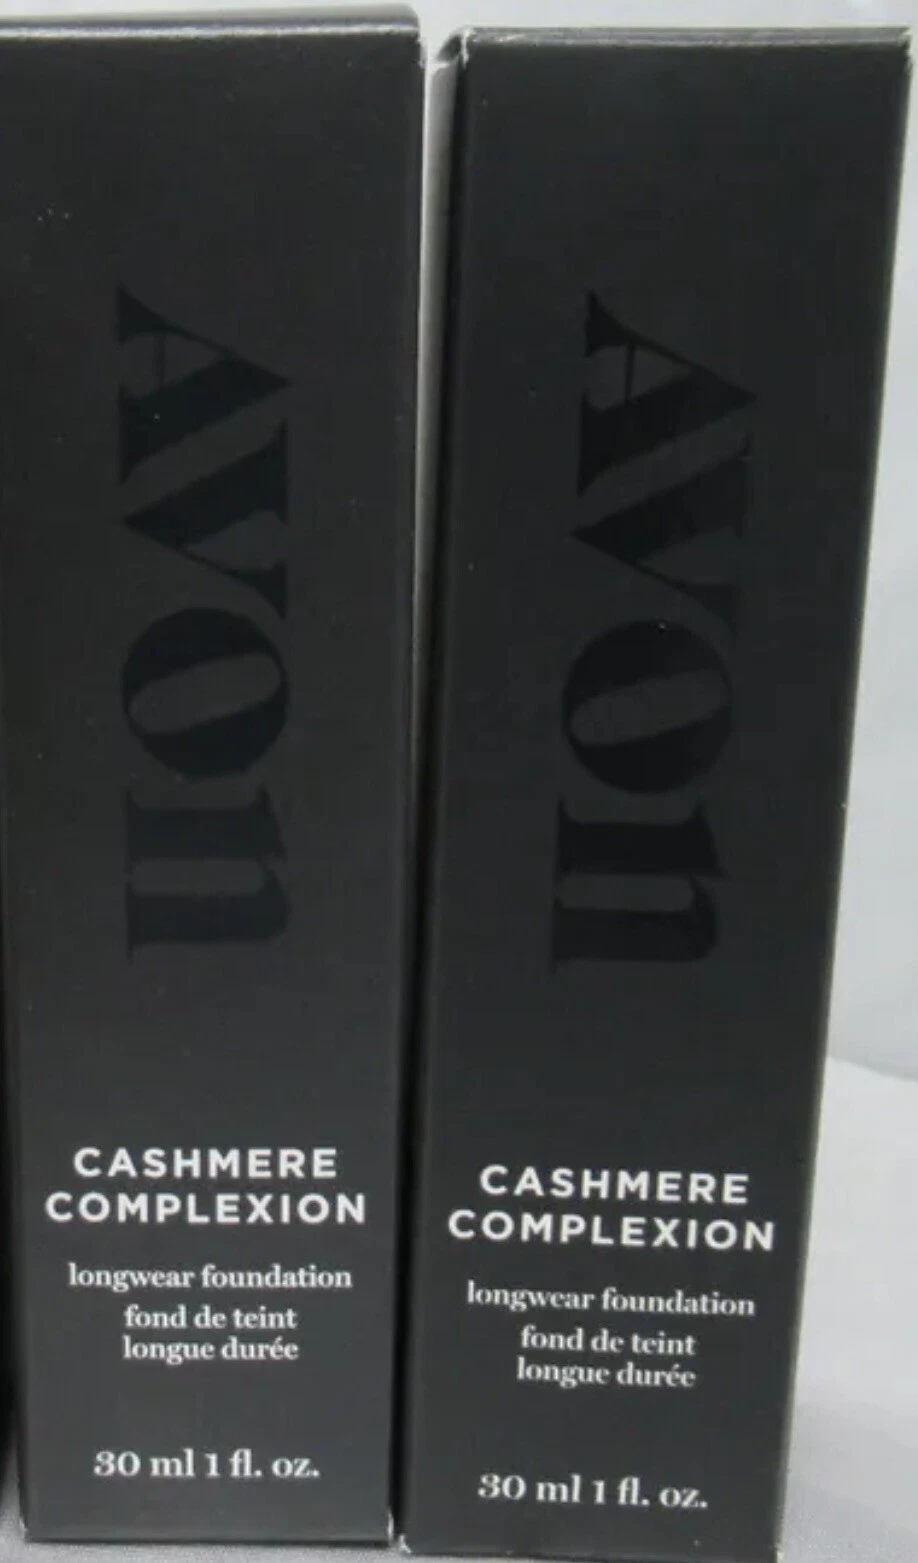 Avon
CASHMERE
COMPLEXION
longwear foundation
fond de teint
longue durée
30 ml 1 fl. oz.
Avon
CASHMERE
COMPLEXION
longwear foundation
fond de teint
longue durée
30 ml 1 fl. oz.